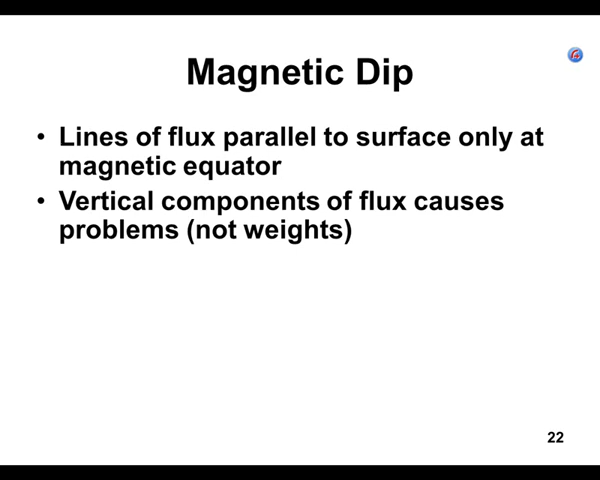 Magnetic Dip
• Lines of flux parallel to surface only at
magnetic equator
• Vertical components of flux causes
problems (not weights)
22